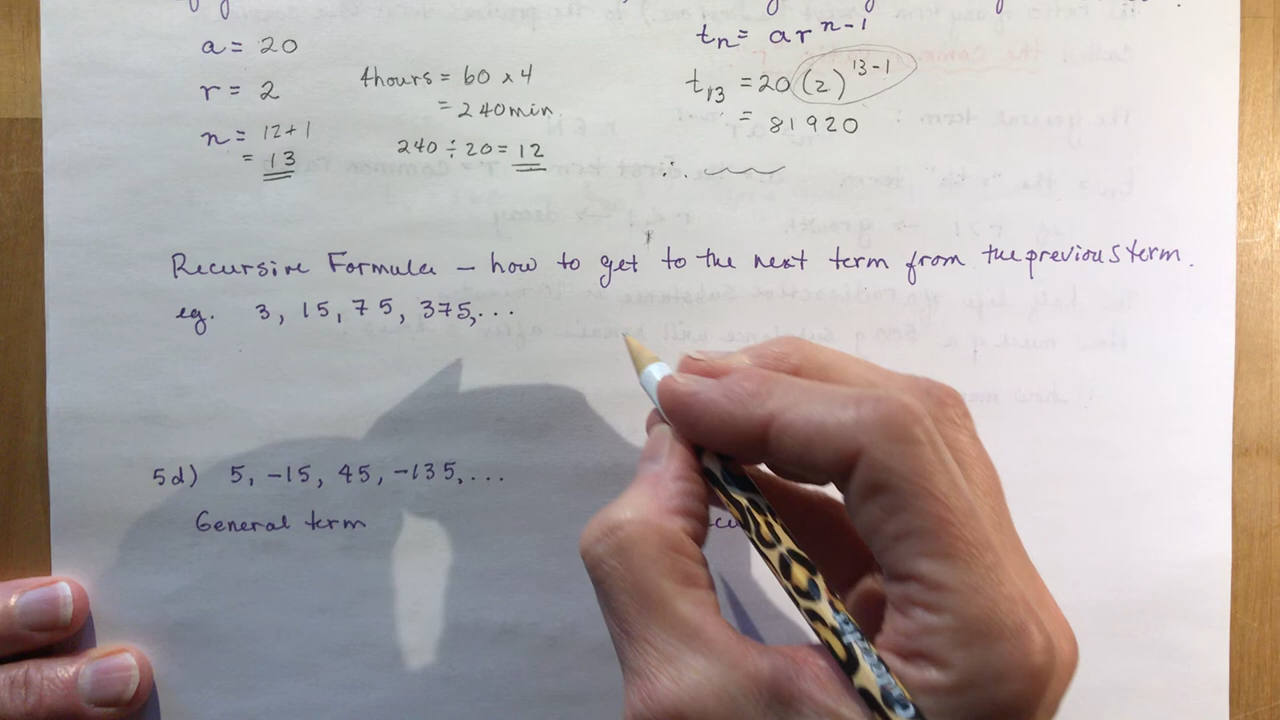 a = 20
tn = ar^n-1
r = 2
4hours = 60 x 4
= 240min
t13 = 20(2)^13-1
= 81920
n = 12+1
= 13
240 ÷ 20 = 12
∴
Recursive Formula – how to get to the next term from the previous term.
eg. 3, 15, 75, 375,...
5d) 5, -15, 45, -135,...
General term